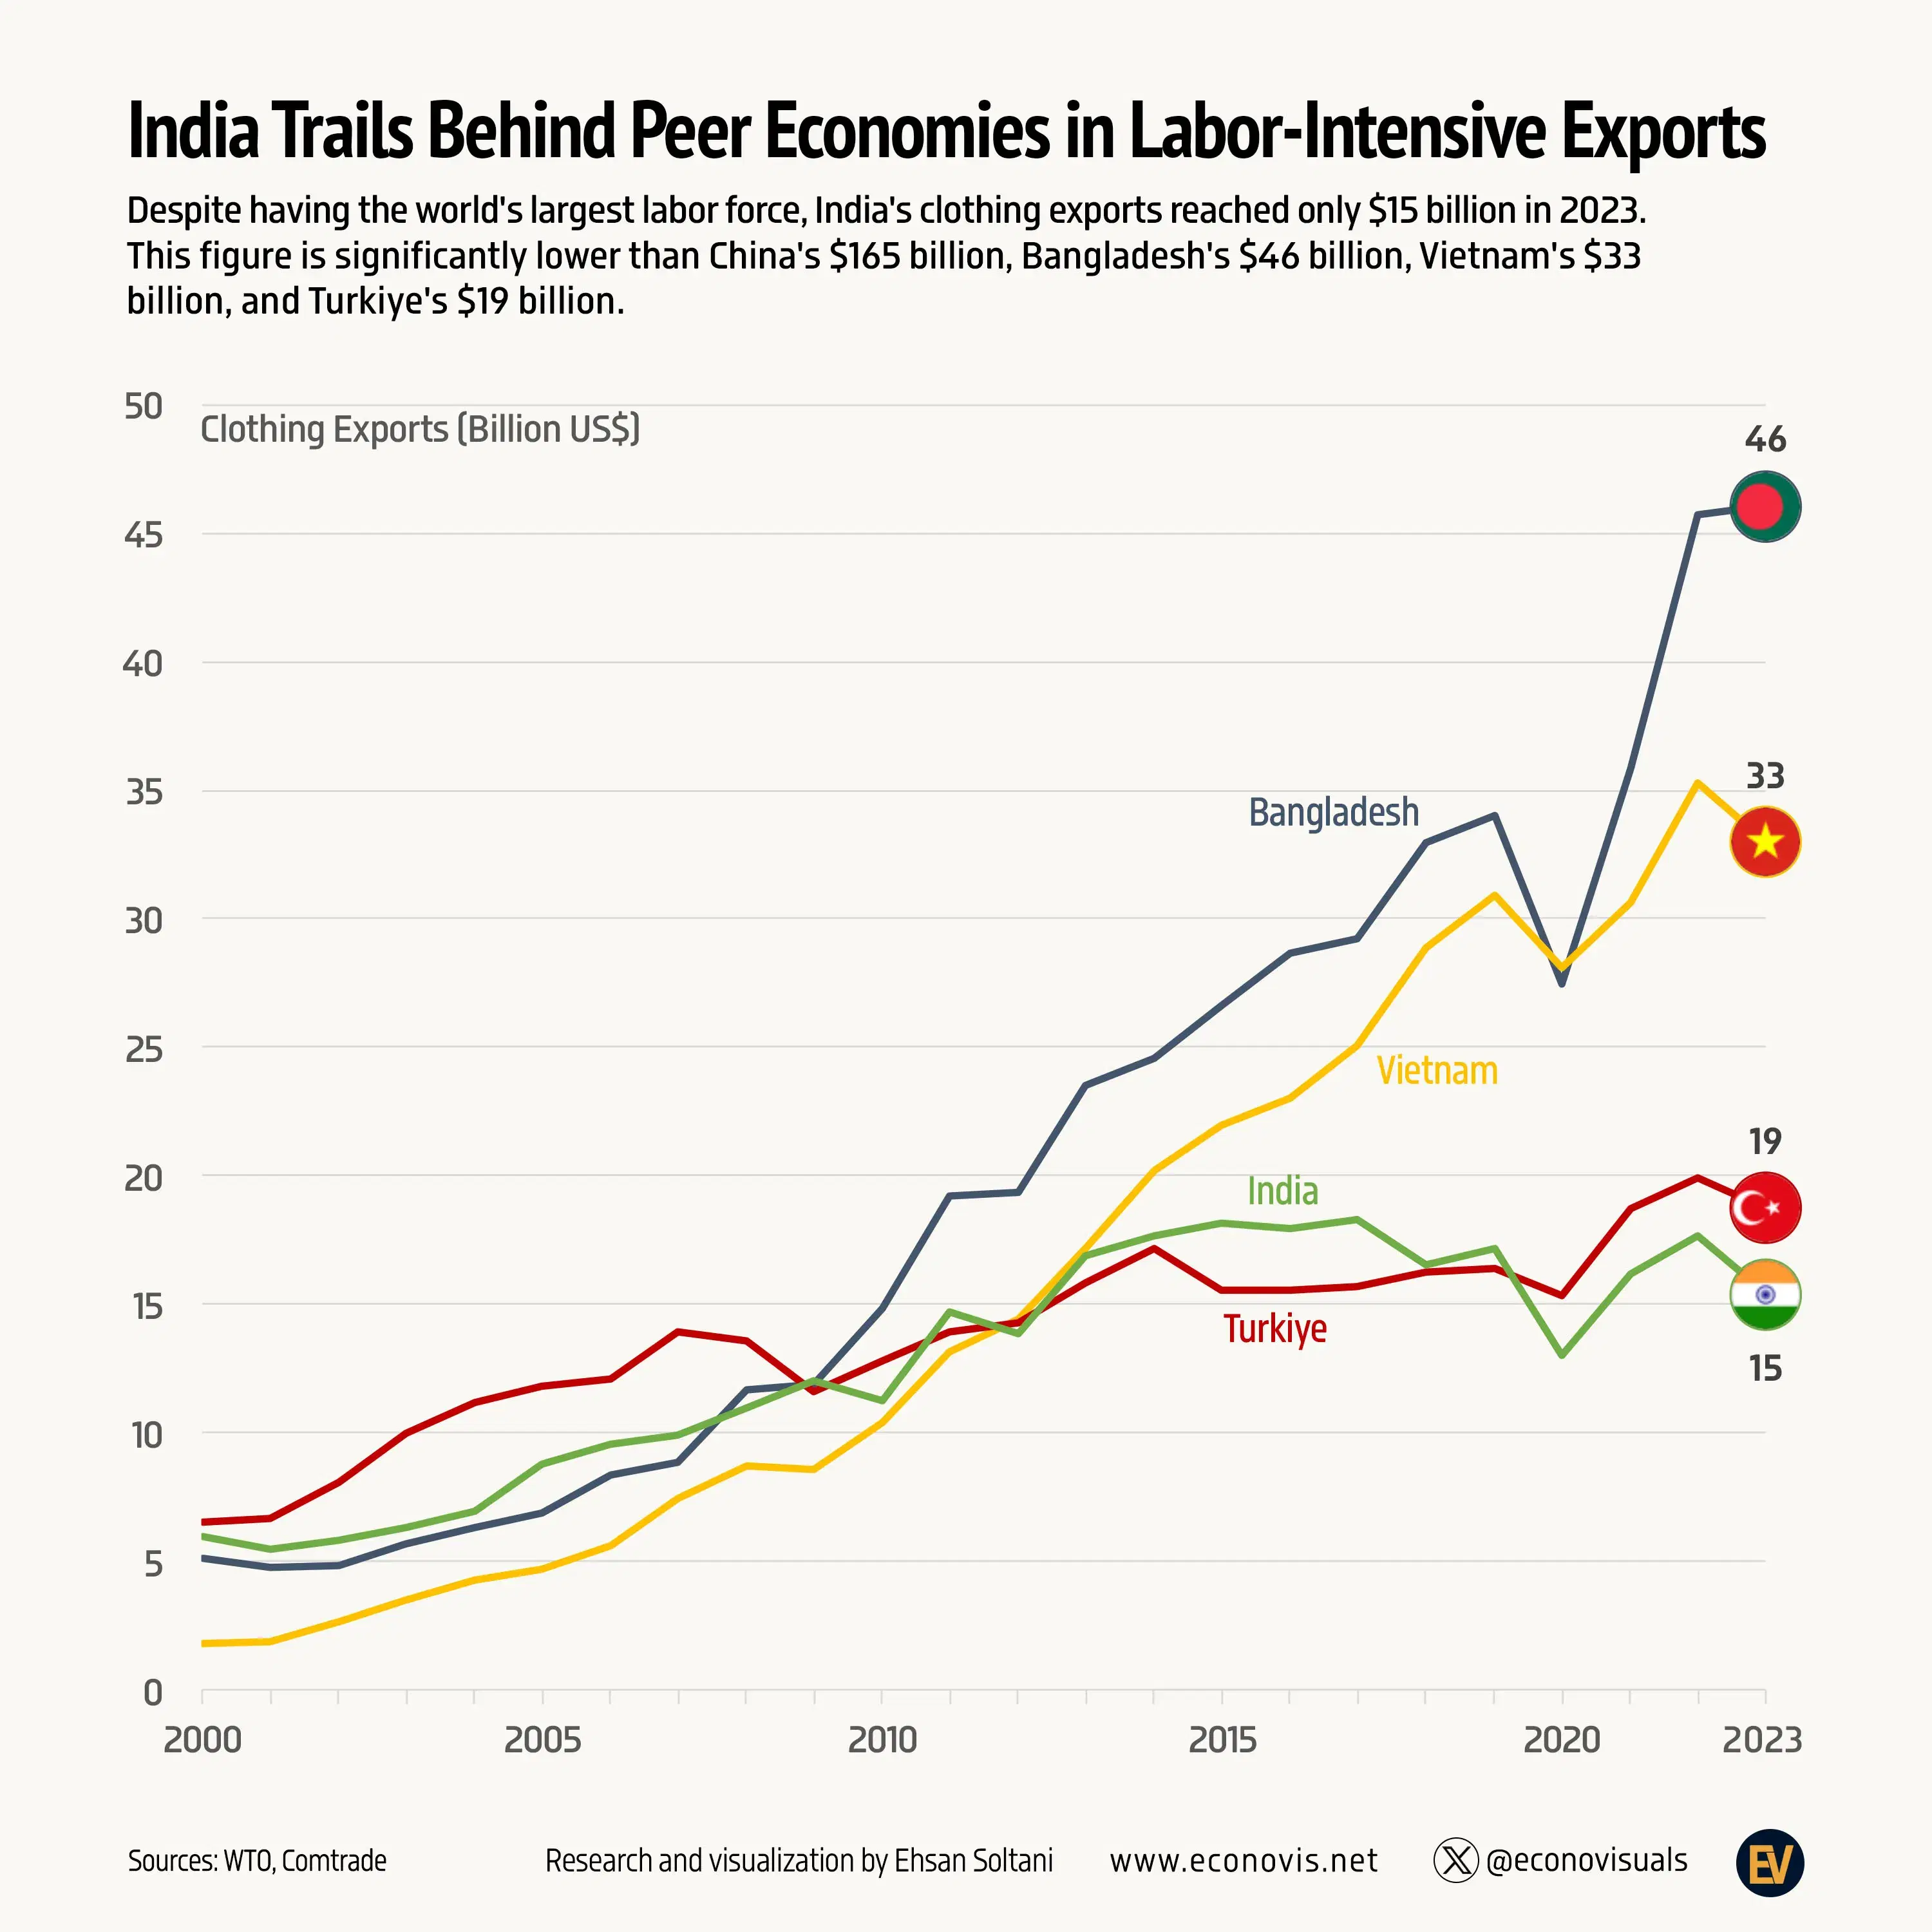 India Trails Behind Peer Economies in Labor-Intensive Exports
Despite having the world's largest labor force, India's clothing exports reached only $15 billion in 2023.
This figure is significantly lower than China's $165 billion, Bangladesh's $46 billion, Vietnam's $33
billion, and Turkiye's $19 billion.
50
Clothing Exports (Billion US$)
46
45
40
35
33
Bangladesh
30
25
Vietnam
20
19
India
15
Turkiye
15
10
5
0
2000 2005 2010 2015 2020 2023
Sources: WTO, Comtrade Research and visualization by Ehsan Soltani www.econovis.net X @econovisuals EV